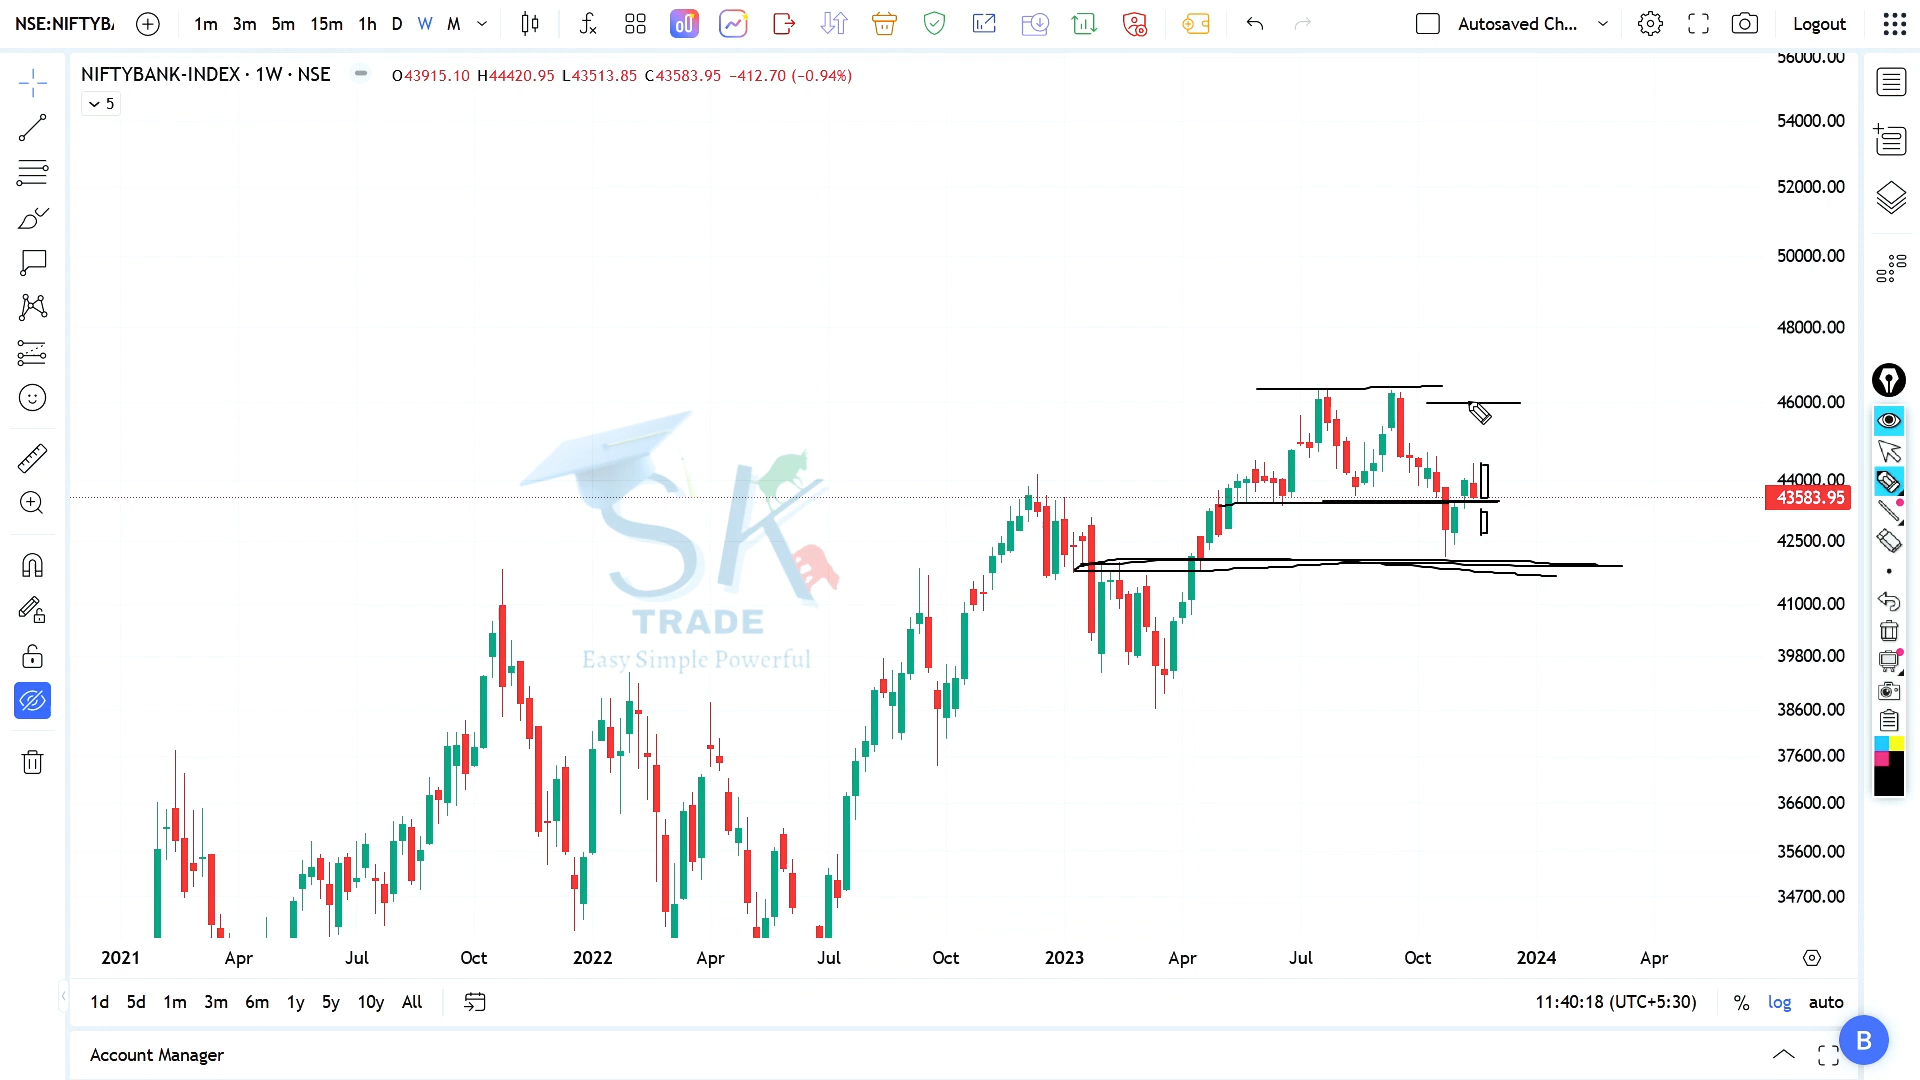 NSE:NIFTYB
1m 3m 5m 15m 1h D W M
Autosaved Ch...
Logout
NIFTYBANK-INDEX · 1W · NSE
O43915.10 H44420.95 L43513.85 C43583.95 −412.70 (−0.94%)
5
56000.00
54000.00
52000.00
50000.00
48000.00
46000.00
44000.00
43583.95
42500.00
41000.00
39800.00
38600.00
37600.00
36600.00
35600.00
34700.00
SK
TRADE
Easy Simple Powerful
2021 Apr Jul Oct 2022 Apr Jul Oct 2023 Apr Jul Oct 2024 Apr
1d 5d 1m 3m 6m 1y 5y 10y All
11:40:18 (UTC+5:30) % log auto
Account Manager
B